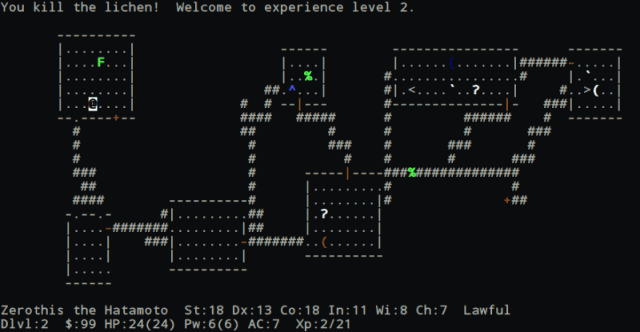 You kill the lichen!  Welcome to experience level 2.
Zerothis the Hatamoto  St:18 Dx:13 Co:18 In:11 Wi:8 Ch:7  Lawful
Dlvl:2  $:99 HP:24(24) Pw:6(6) AC:7  Xp:2/21